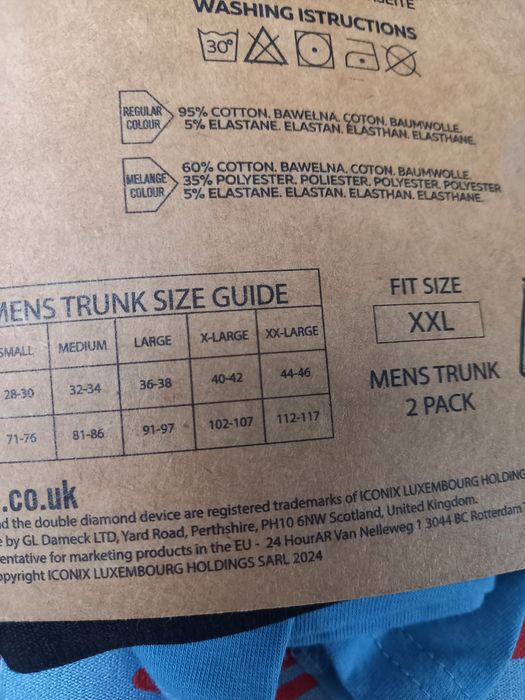 WASHING ISTRUCTIONS
30°
REGULAR
COLOUR
95% COTTON. BAWELNA. COTON. BAUMWOLLE.
5% ELASTANE. ELASTAN. ELASTHAN. ELASTHANE.
MELANGE
COLOUR
60% COTTON. BAWELNA. COTON. BAUMWOLLE.
35% POLYESTER. POLIESTER. POLYESTER. POLYESTER
5% ELASTANE. ELASTAN. ELASTHAN. ELASTHANE.
MENS TRUNK SIZE GUIDE
SMALL MEDIUM LARGE X-LARGE XX-LARGE
28-30 32-34 36-38 40-42 44-46
71-76 81-86 91-97 102-107 112-117
FIT SIZE
XXL
MENS TRUNK
2 PACK
.co.uk
the double diamond device are registered trademarks of ICONIX LUXEMBOURG HOLDING
by GL Dameck LTD, Yard Road, Perthshire, PH10 6NW Scotland, United Kingdom.
entative for marketing products in the EU - 24 HourAR Van Nelleweg 1 3044 BC Rotterdam
opyright ICONIX LUXEMBOURG HOLDINGS SARL 2024